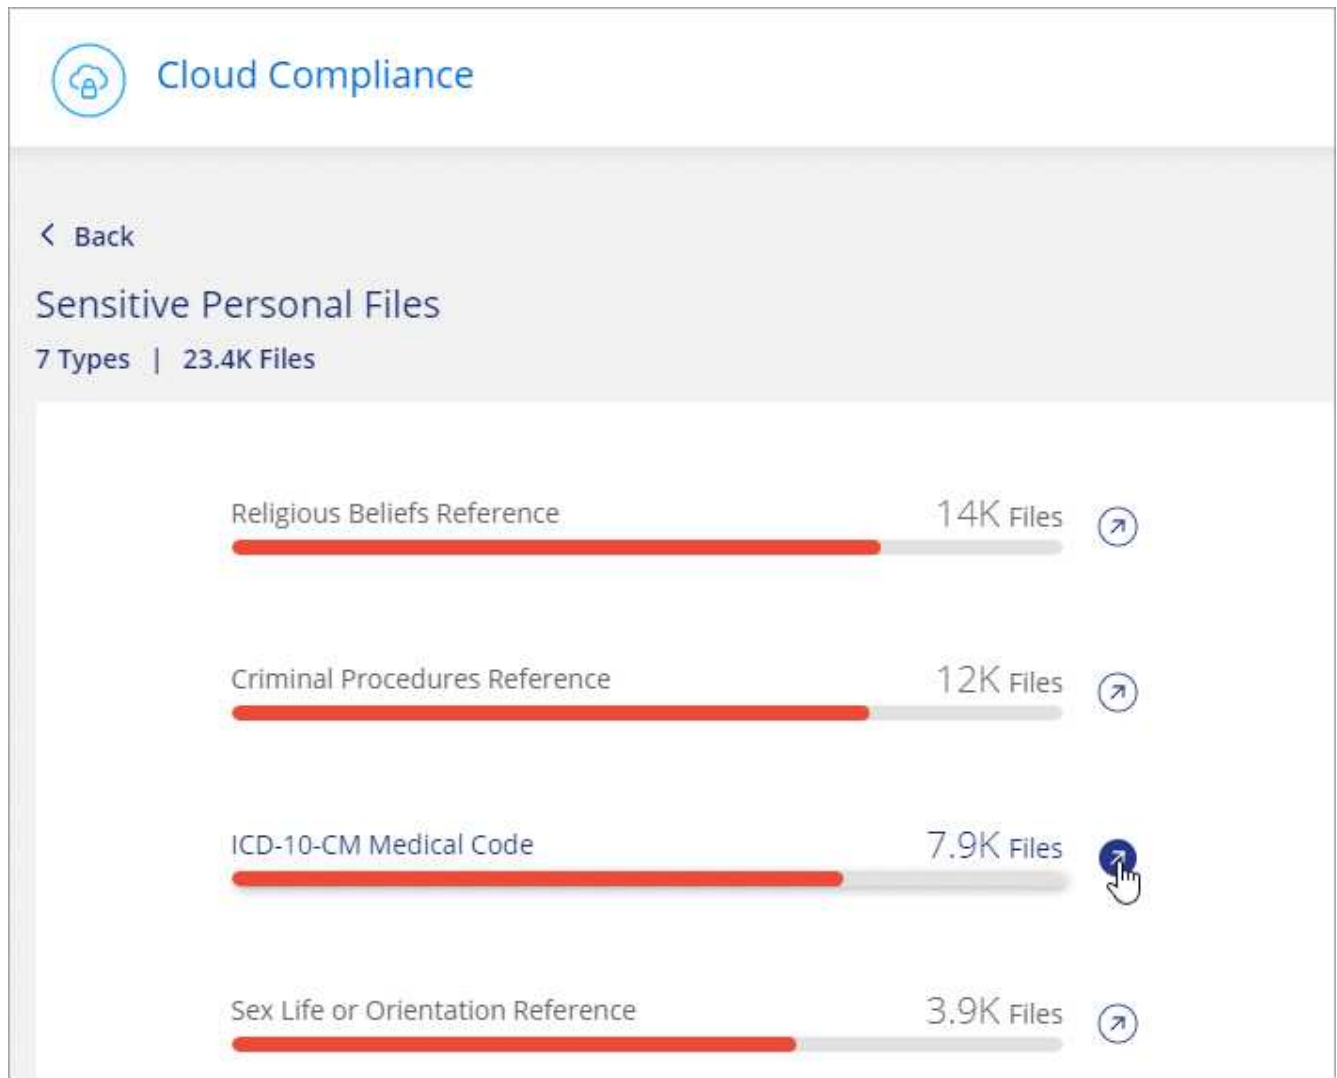 Cloud Compliance
Back
Sensitive Personal Files
7 Types | 23.4K Files
Religious Beliefs Reference 14K Files
Criminal Procedures Reference 12K Files
ICD-10-CM Medical Code 7.9K Files
Sex Life or Orientation Reference 3.9K Files